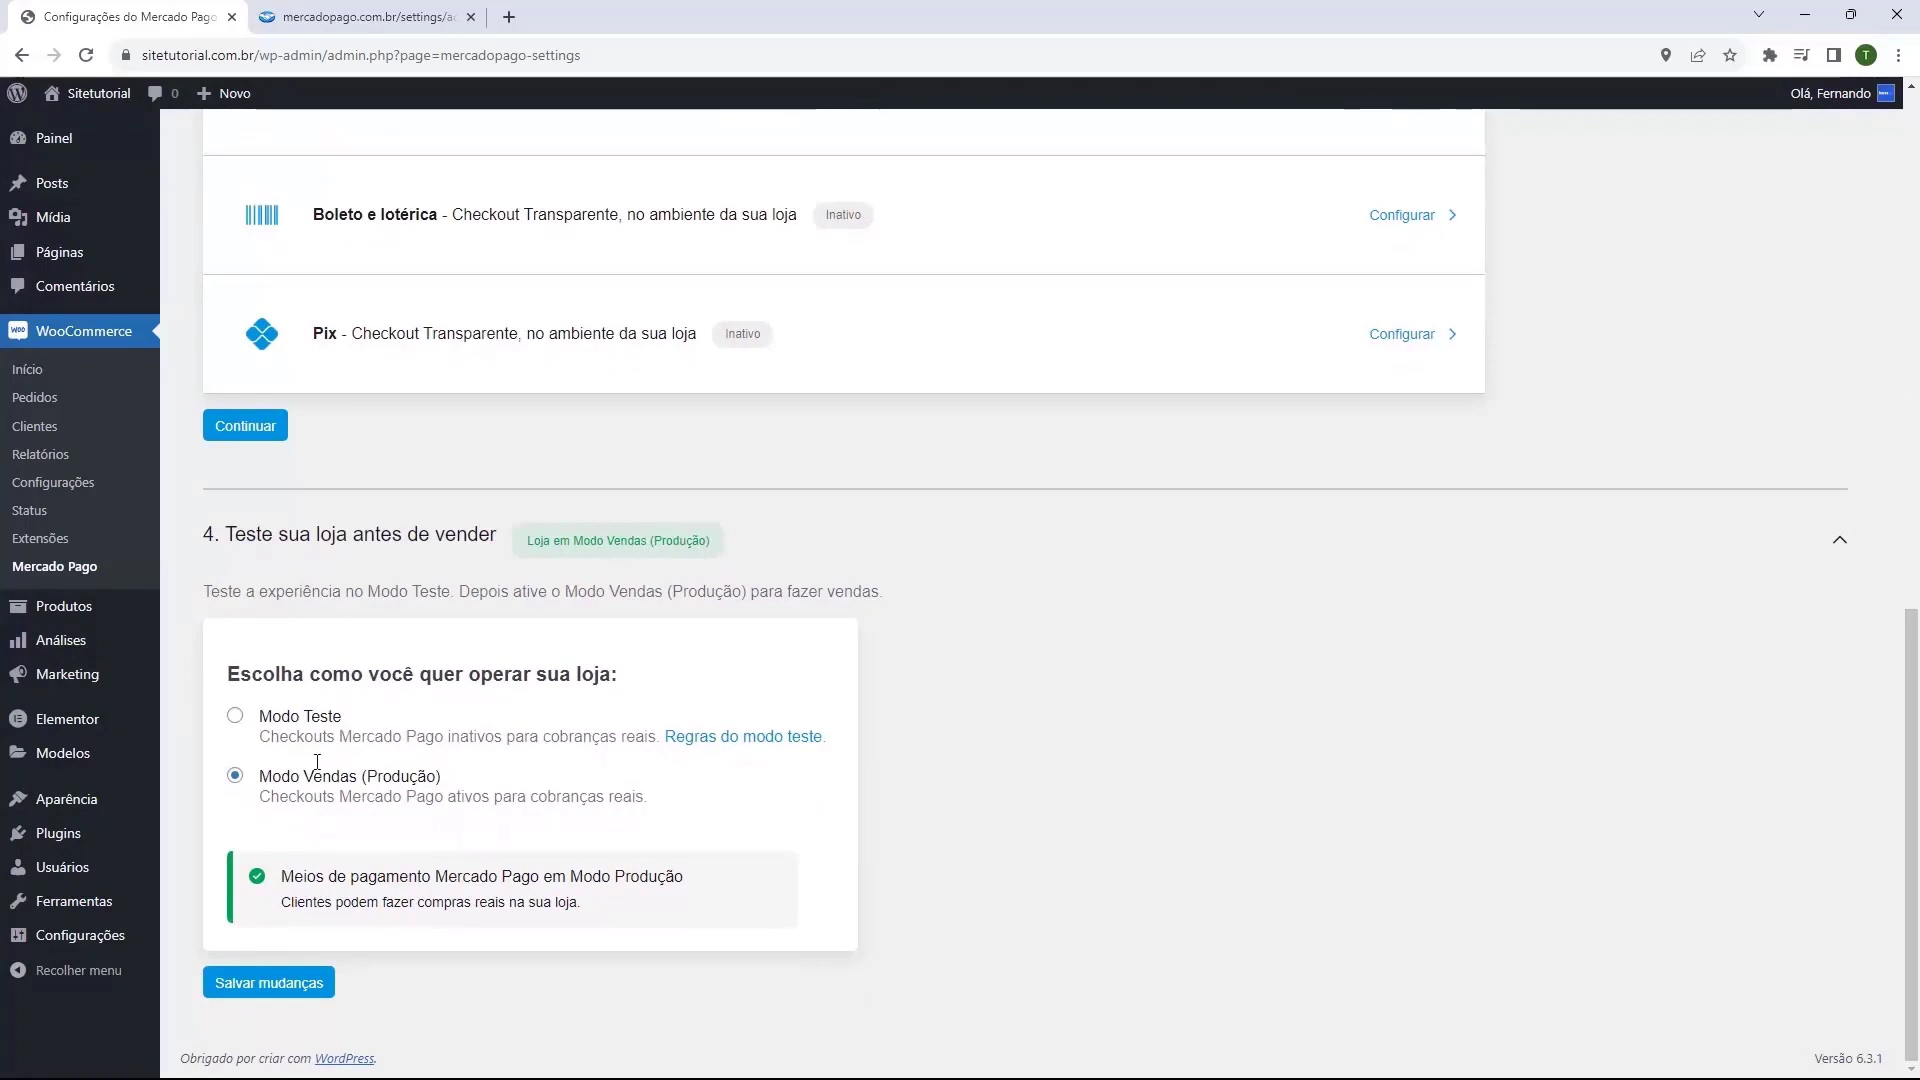 Configurações do Mercado Pago
mercadopago.com.br/settings/ac
sitetutorial.com.br/wp-admin/admin.php?page=mercadopago-settings
T
Sitetutorial
0
Novo
Olá, Fernando
Painel
Posts
Mídia
Páginas
Comentários
WooCommerce
Início
Pedidos
Clientes
Relatórios
Configurações
Status
Extensões
Mercado Pago
Produtos
Análises
Marketing
Elementor
Modelos
Aparência
Plugins
Usuários
Ferramentas
Configurações
Recolher menu
Boleto e lotérica - Checkout Transparente, no ambiente da sua loja
Inativo
Configurar
Pix - Checkout Transparente, no ambiente da sua loja
Inativo
Configurar
Continuar
4. Teste sua loja antes de vender
Loja em Modo Vendas (Produção)
Teste a experiência no Modo Teste. Depois ative o Modo Vendas (Produção) para fazer vendas.
Escolha como você quer operar sua loja:
Modo Teste
Checkouts Mercado Pago inativos para cobranças reais. Regras do modo teste.
Modo Vendas (Produção)
Checkouts Mercado Pago ativos para cobranças reais.
Meios de pagamento Mercado Pago em Modo Produção
Clientes podem fazer compras reais na sua loja.
Salvar mudanças
Obrigado por criar com WordPress.
Versão 6.3.1